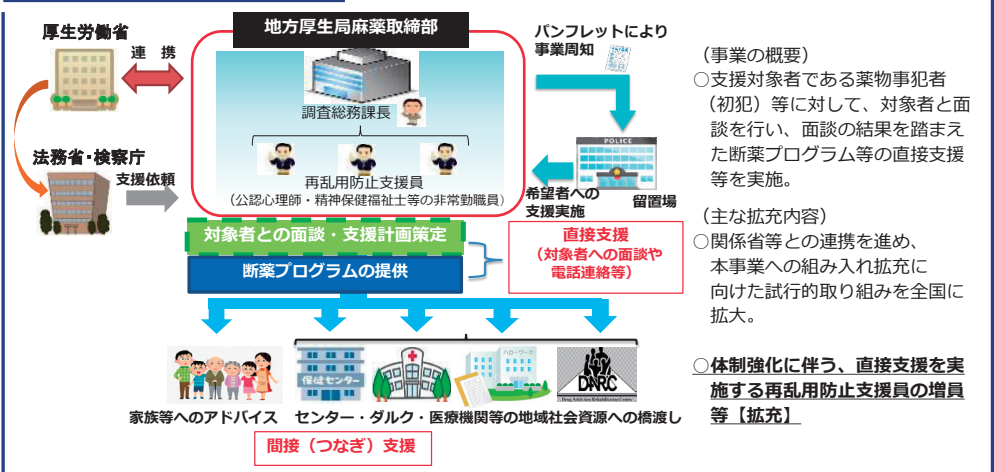 厚生労働省
連 携
地方厚生局麻薬取締部
調査総務課長
再乱用防止支援員
（公認心理師・精神保健福祉士等の非常勤職員）
法務省・検察庁
支援依頼
パンフレットにより
事業周知
POLICE
留置場
希望者への
支援実施
対象者との面談・支援計画策定
断薬プログラムの提供
直接支援
（対象者への面談や
電話連絡等）
保健センター
ハローワーク
DARC
Drug Addiction Rehabilitation Center
家族等へのアドバイス
センター・ダルク・医療機関等の地域社会資源への橋渡し
間接（つなぎ）支援
（事業の概要）
○支援対象者である薬物事犯者
（初犯）等に対して、対象者と面
談を行い、面談の結果を踏まえ
た断薬プログラム等の直接支援
等を実施。
（主な拡充内容）
○関係省等との連携を進め、
本事業への組み入れ拡充に
向けた試行的取り組みを全国に
拡大。
○体制強化に伴う、直接支援を実
施する再乱用防止支援員の増員
等【拡充】